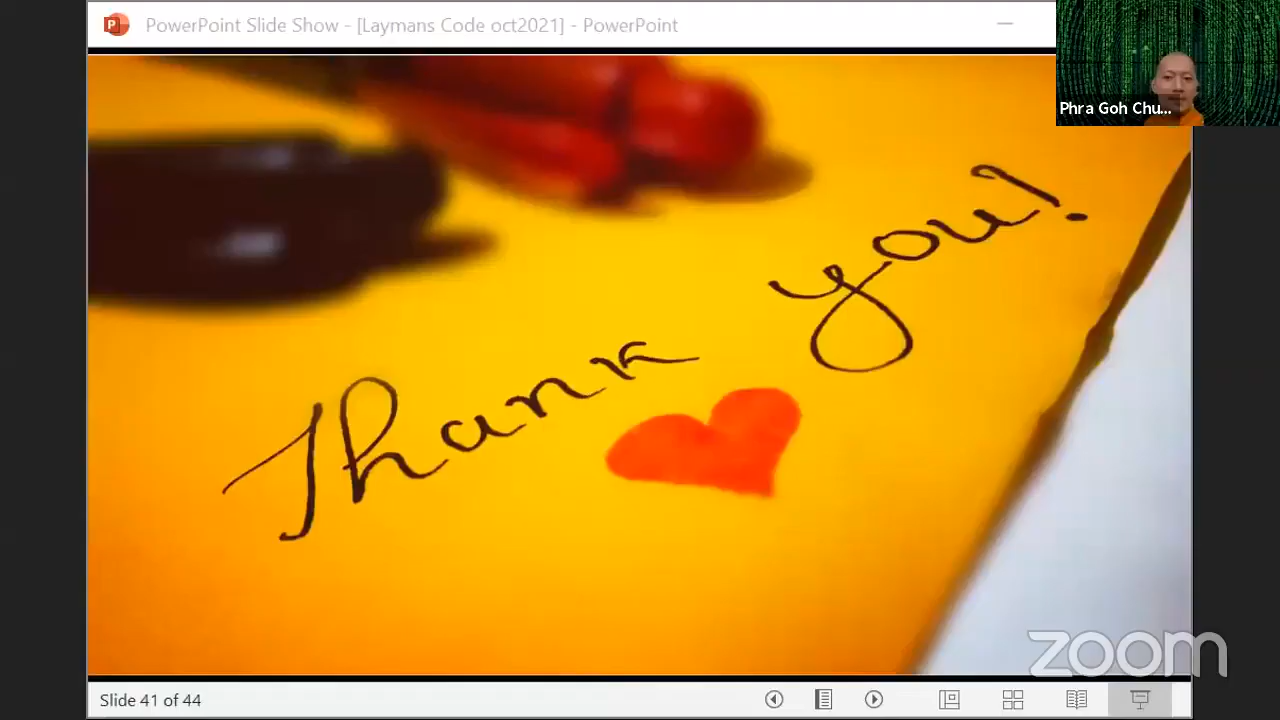 PowerPoint Slide Show - [Laymans Code oct2021] - PowerPoint
Phra Goh Chu...
Thank you!
zoom
Slide 41 of 44